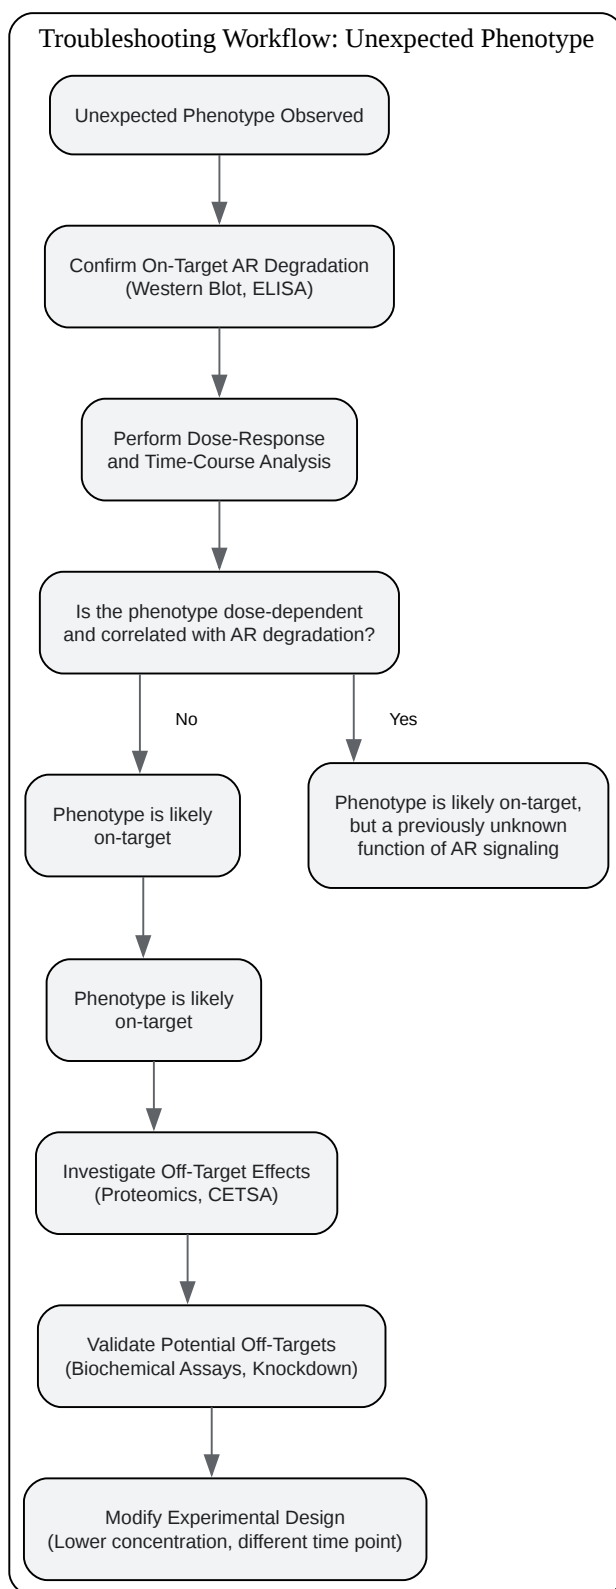 Troubleshooting Workflow: Unexpected Phenotype
Unexpected Phenotype Observed
Confirm On-Target AR Degradation
(Western Blot, ELISA)
Perform Dose-Response
and Time-Course Analysis
Is the phenotype dose-dependent
and correlated with AR degradation?
No
Yes
Phenotype is likely
on-target
Phenotype is likely on-target,
but a previously unknown
function of AR signaling
Phenotype is likely
on-target
Investigate Off-Target Effects
(Proteomics, CETSA)
Validate Potential Off-Targets
(Biochemical Assays, Knockdown)
Modify Experimental Design
(Lower concentration, different time point)